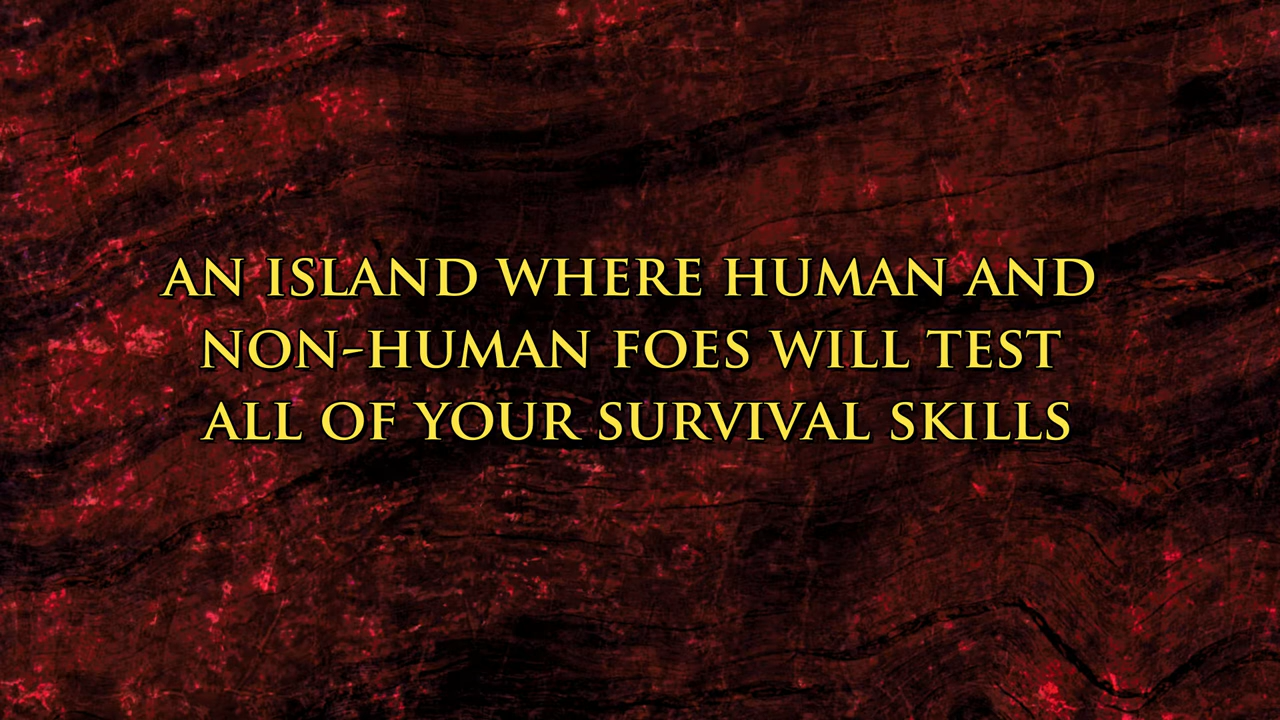 AN ISLAND WHERE HUMAN AND
NON-HUMAN FOES WILL TEST
ALL OF YOUR SURVIVAL SKILLS